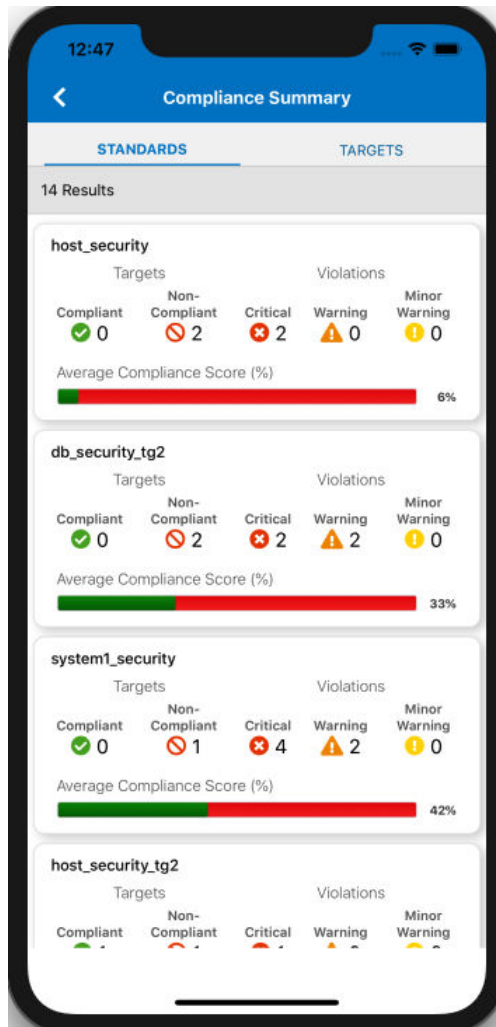 12:47
Compliance Summary
STANDARDS TARGETS
14 Results
host_security
Targets Violations
Compliant Non-Compliant Critical Warning Minor Warning
0 2 2 0 0
Average Compliance Score (%)
6%
db_security_tg2
Targets Violations
Compliant Non-Compliant Critical Warning Minor Warning
0 2 2 2 0
Average Compliance Score (%)
33%
system1_security
Targets Violations
Compliant Non-Compliant Critical Warning Minor Warning
0 1 4 2 0
Average Compliance Score (%)
42%
host_security_tg2
Targets Violations
Compliant Non-Compliant Critical Warning Minor Warning